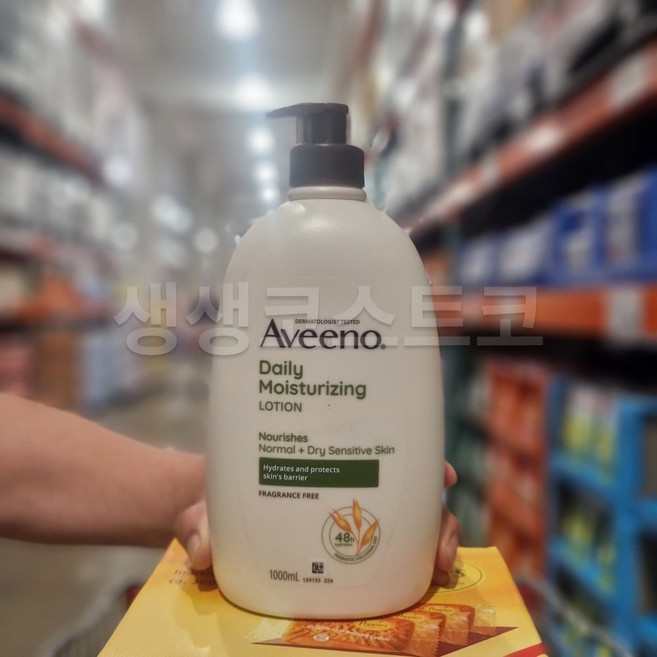 생생코스트코
DERMATOLOGIST TESTED
Aveeno®
Daily
Moisturizing
LOTION
Nourishes
Normal + Dry Sensitive Skin
Hydrates and protects
skin's barrier
FRAGRANCE FREE
48h
1000mL